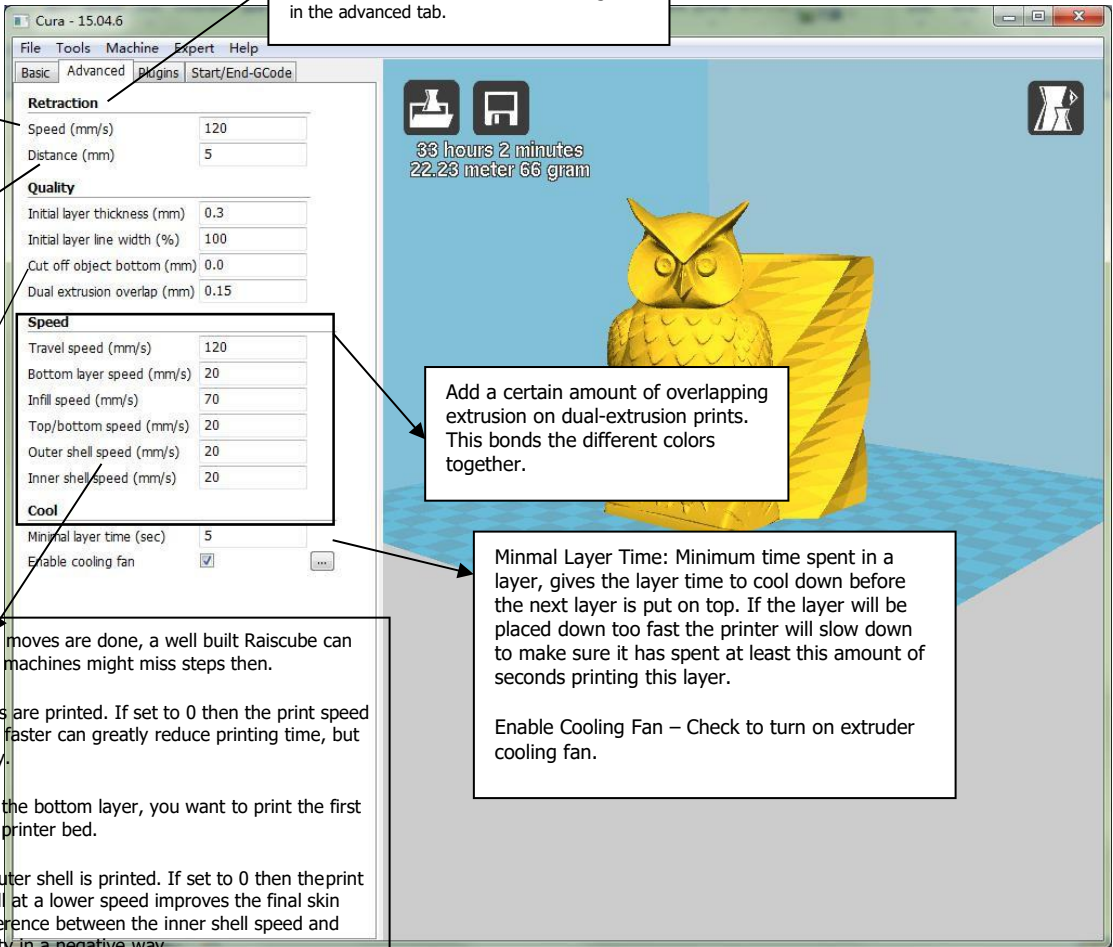 in the advanced tab.
Cura - 15.04.6
File Tools Machine Expert Help
Basic Advanced Plugins Start/End-GCode
Retraction
Speed (mm/s) 120
Distance (mm) 5
Quality
Initial layer thickness (mm) 0.3
Initial layer line width (%) 100
Cut off object bottom (mm) 0.0
Dual extrusion overlap (mm) 0.15
Speed
Travel speed (mm/s) 120
Bottom layer speed (mm/s) 20
Infill speed (mm/s) 70
Top/bottom speed (mm/s) 20
Outer shell speed (mm/s) 20
Inner shell speed (mm/s) 20
Cool
Minimal layer time (sec) 5
Enable cooling fan ...
33 hours 2 minutes
22.23 meter 66 gram
Add a certain amount of overlapping
extrusion on dual-extrusion prints.
This bonds the different colors
together.
Minmal Layer Time: Minimum time spent in a
layer, gives the layer time to cool down before
the next layer is put on top. If the layer will be
placed down too fast the printer will slow down
to make sure it has spent at least this amount of
seconds printing this layer.
Enable Cooling Fan – Check to turn on extruder
cooling fan.
moves are done, a well built Raiscube can
machines might miss steps then.
are printed. If set to 0 then the print speed
faster can greatly reduce printing time, but
the bottom layer, you want to print the first
printer bed.
uter shell is printed. If set to 0 then theprint
at a lower speed improves the final skin
erence between the inner shell speed and
ty in a negative way.